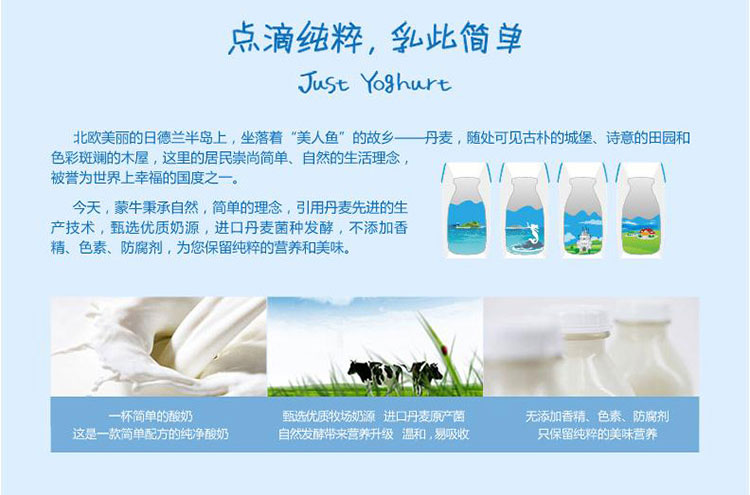 点滴纯粹，乳此简单
Just Yoghurt
北欧美丽的日德兰半岛上，坐落着“美人鱼”的故乡——丹麦，随处可见古朴的城堡、诗意的田园和
色彩斑斓的木屋，这里的居民崇尚简单、自然的生活理念，
被誉为世界上幸福的国度之一。
今天，蒙牛秉承自然，简单的理念，引用丹麦先进的生
产技术，甄选优质奶源，进口丹麦菌种发酵，不添加香
精、色素、防腐剂，为您保留纯粹的营养和美味。
一杯简单的酸奶
这是一款简单配方的纯净酸奶
甄选优质牧场奶源 进口丹麦原产菌
自然发酵带来营养升级 温和，易吸收
无添加香精、色素、防腐剂
只保留纯粹的美味营养